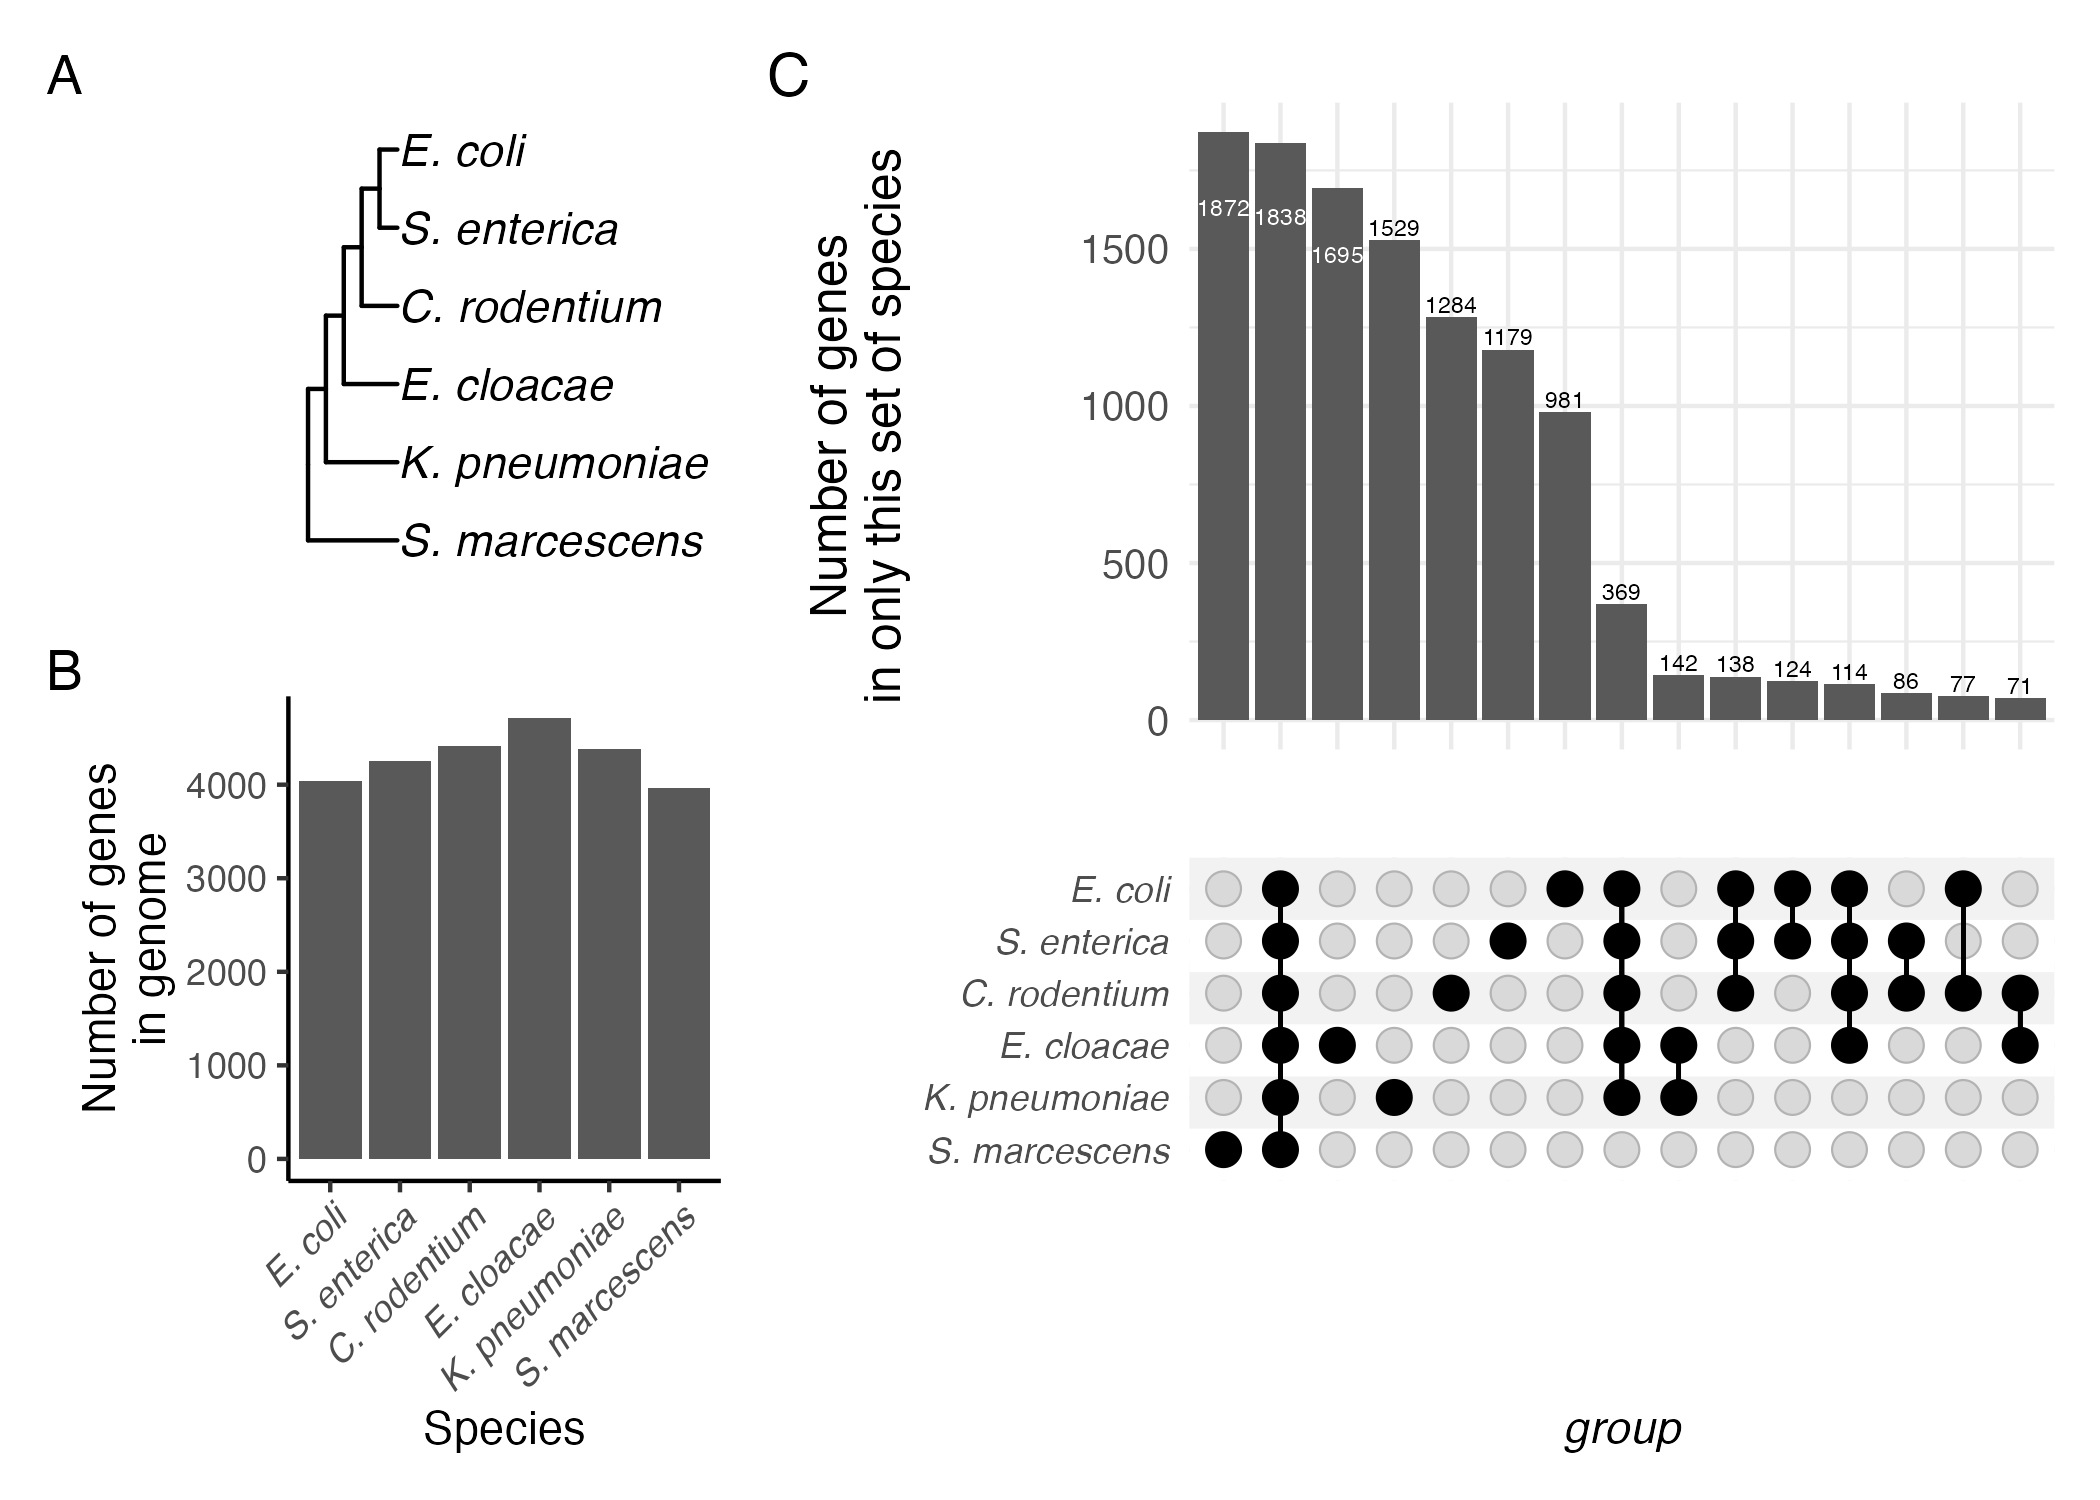 A
E. coli
S. enterica
C. rodentium
E. cloacae
K. pneumoniae
S. marcescens
B
Number of genes
in genome
4000
3000
2000
1000
0
E. coli
S. enterica
C. rodentium
E. cloacae
K. pneumoniae
S. marcescens
Species
C
Number of genes
in only this set of species
1500
1000
500
0
1872
1838
1695
1529
1284
1179
981
369
142
138
124
114
86
77
71
E. coli
S. enterica
C. rodentium
E. cloacae
K. pneumoniae
S. marcescens
group